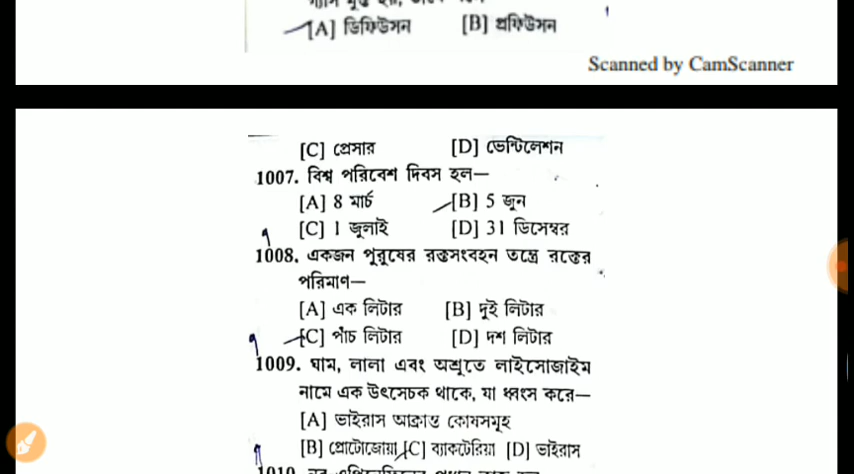 [A] ডিফিউসন [B] প্রফিউসন
Scanned by CamScanner
[C] প্রেসার [D] ভেন্টিলেশন
1007. বিশ্ব পরিবেশ দিবস হল—
[A] 8 মার্চ [B] 5 জুন
[C] 1 জুলাই [D] 31 ডিসেম্বর
1008. একজন পুরুষের রক্তসংবহন তন্ত্রে রক্তের
পরিমাণ—
[A] এক লিটার [B] দুই লিটার
[C] পাঁচ লিটার [D] দশ লিটার
1009. ঘাম, লালা এবং অশ্রুতে লাইসোজাইম
নামে এক উৎসেচক থাকে, যা ধ্বংস করে—
[A] ভাইরাস আক্রান্ত কোষসমূহ
[B] প্রোটোজোয়া [C] ব্যাকটেরিয়া [D] ভাইরাস
1010.